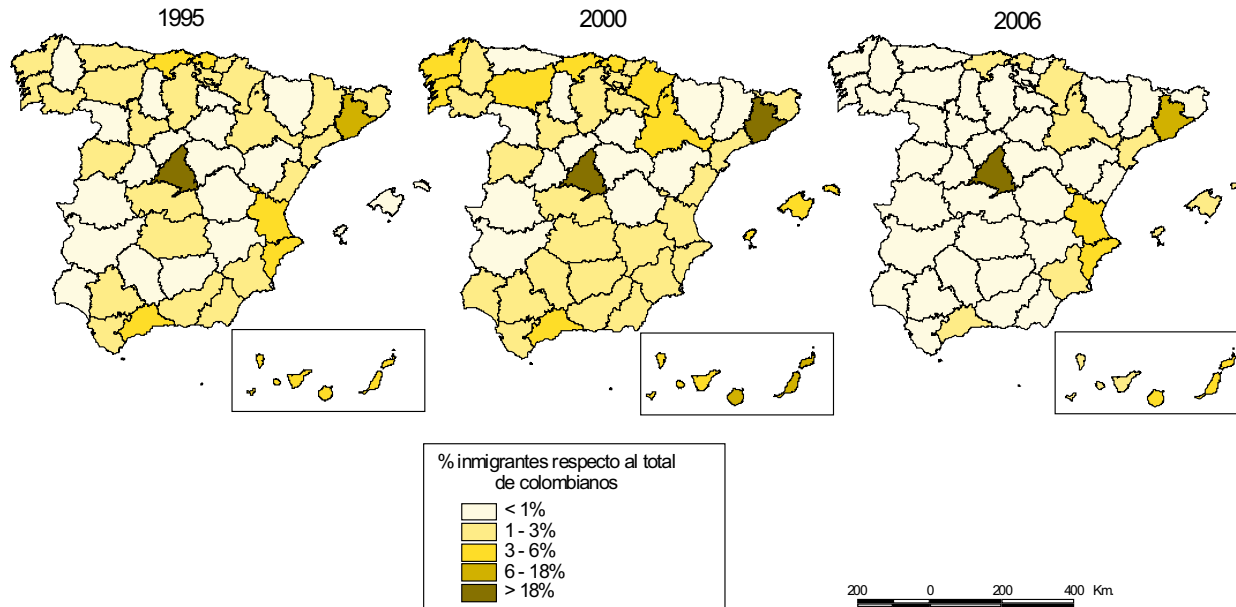 1995
2000
2006
% inmigrantes respecto al total
de colombianos
< 1%
1 - 3%
3 - 6%
6 - 18%
> 18%
200 0 200 400 Km.